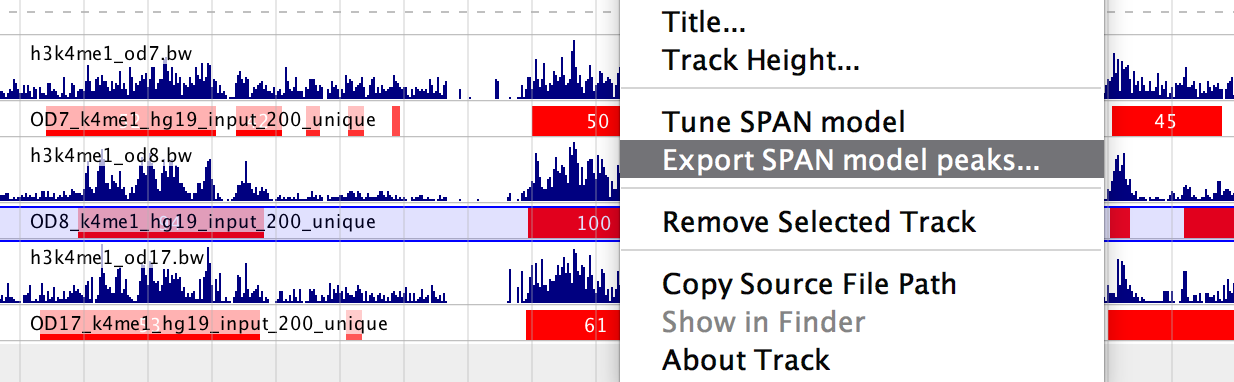 Title...
Track Height...
Tune SPAN model
Export SPAN model peaks...
Remove Selected Track
Copy Source File Path
Show in Finder
About Track
h3k4me1_od7.bw
OD7_k4me1_hg19_input_200_unique
50
45
h3k4me1_od8.bw
OD8_k4me1_hg19_input_200_unique
100
h3k4me1_od17.bw
OD17_k4me1_hg19_input_200_unique
61